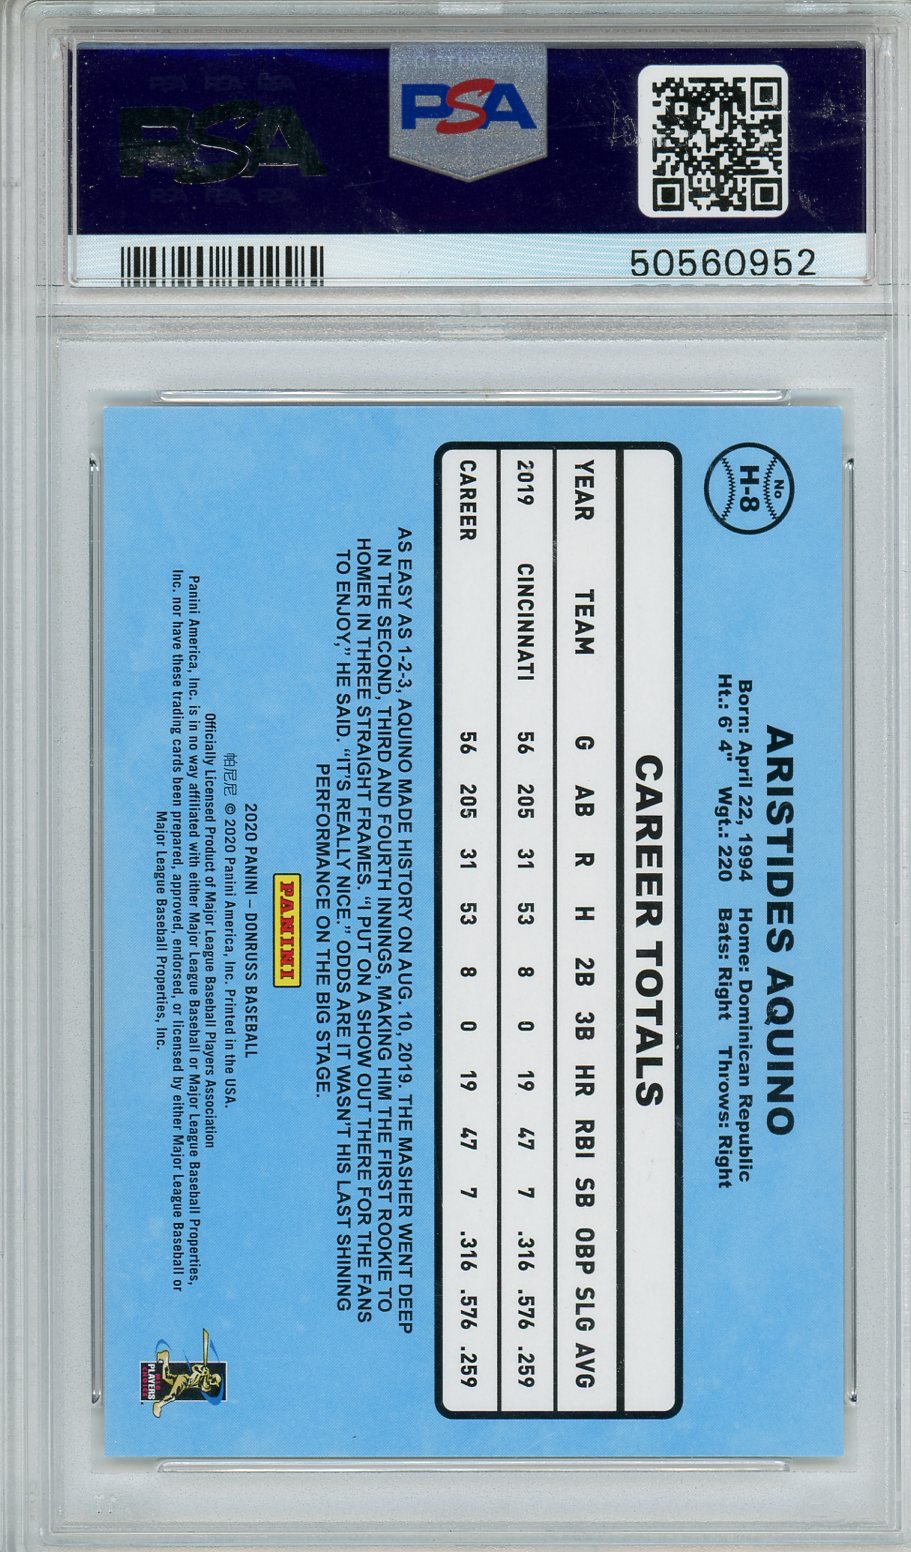 PSA
PSA
50560952
No
H-8
ARISTIDES AQUINO
Born: April 22, 1994 Home: Dominican Republic
Ht.: 6' 4" Wgt.: 220 Bats: Right Throws: Right
CAREER TOTALS
YEAR TEAM G AB R H 2B 3B HR RBI SB OBP SLG AVG
2019 CINCINNATI 56 205 31 53 8 0 19 47 7 .316 .576 .259
CAREER 56 205 31 53 8 0 19 47 7 .316 .576 .259
AS EASY AS 1-2-3, AQUINO MADE HISTORY ON AUG. 10, 2019. THE MASHER WENT DEEP
IN THE SECOND, THIRD AND FOURTH INNINGS, MAKING HIM THE FIRST ROOKIE TO
HOMER IN THREE STRAIGHT FRAMES. "I PUT ON A SHOW OUT THERE FOR THE FANS
TO ENJOY," HE SAID. "IT'S REALLY NICE." ODDS ARE IT WASN'T HIS LAST SHINING
PERFORMANCE ON THE BIG STAGE.
PANINI
2020 PANINI – DONRUSS BASEBALL
帕尼尼 © 2020 Panini America, Inc. Printed in the USA.
Officially Licensed Product of Major League Baseball Players Association
Panini America, Inc. is in no way affiliated with either Major League Baseball or Major League Baseball Properties,
Inc. nor have these trading cards been prepared, approved, endorsed, or licensed by either Major League Baseball or
Major League Baseball Properties, Inc.
PLAYERS